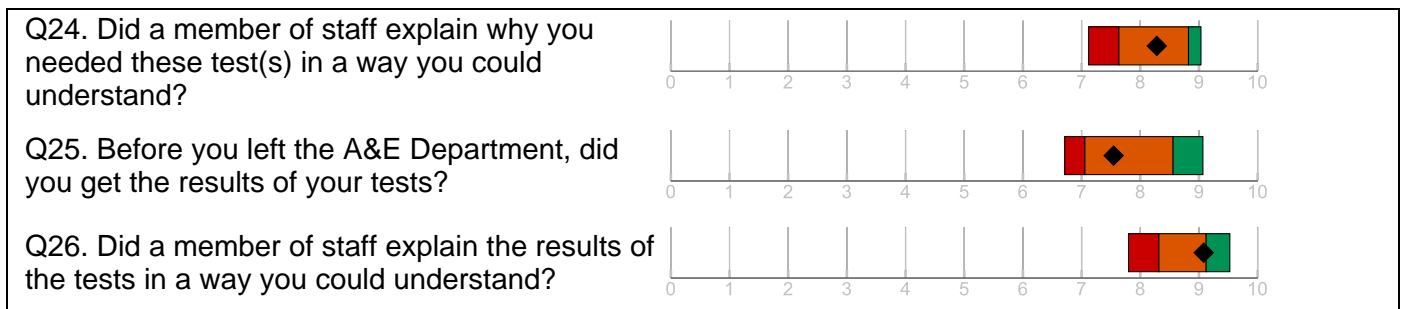 Q24. Did a member of staff explain why you
needed these test(s) in a way you could
understand?
0 1 2 3 4 5 6 7 8 9 10
Q25. Before you left the A&E Department, did
you get the results of your tests?
0 1 2 3 4 5 6 7 8 9 10
Q26. Did a member of staff explain the results of
the tests in a way you could understand?
0 1 2 3 4 5 6 7 8 9 10